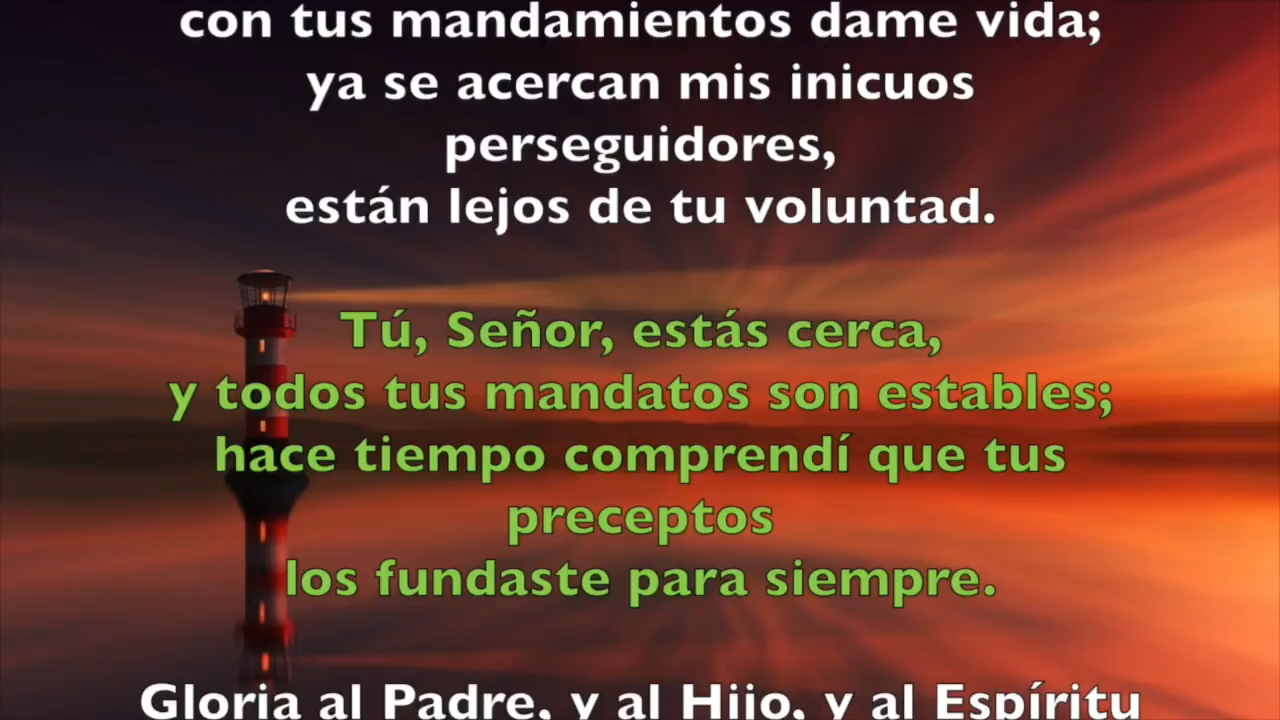 con tus mandamientos dame vida;
ya se acercan mis inicuos
perseguidores,
están lejos de tu voluntad.
Tú, Señor, estás cerca,
y todos tus mandatos son estables;
hace tiempo comprendí que tus
preceptos
los fundaste para siempre.
Gloria al Padre, y al Hijo, y al Espíritu